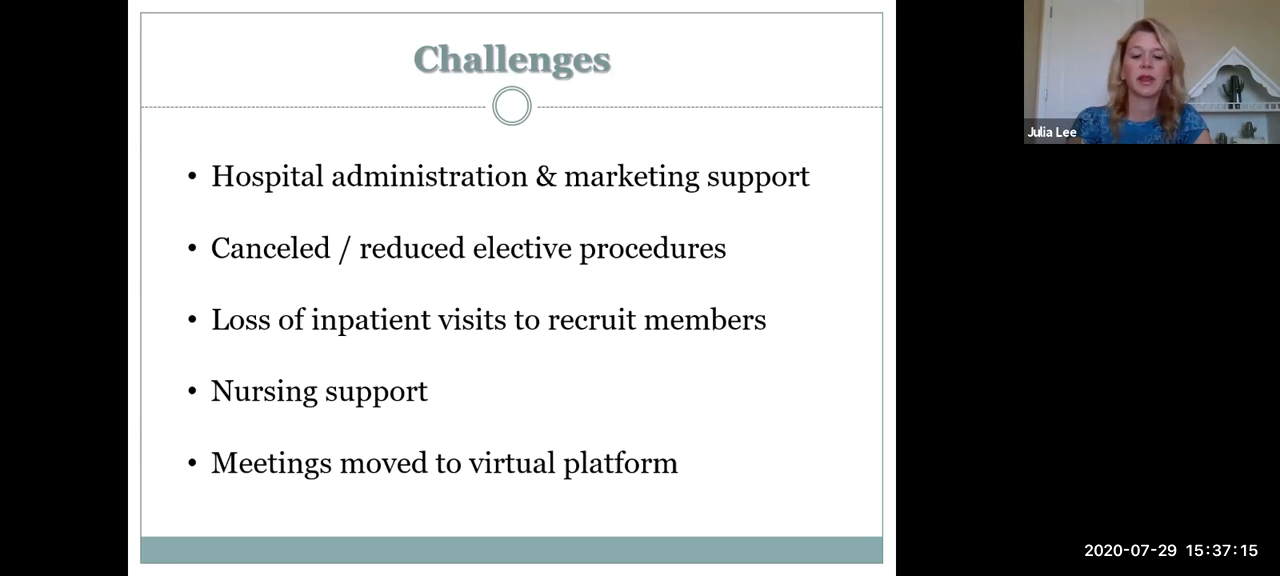 Challenges
• Hospital administration & marketing support
• Canceled / reduced elective procedures
• Loss of inpatient visits to recruit members
• Nursing support
• Meetings moved to virtual platform
Julia Lee
2020-07-29 15:37:15